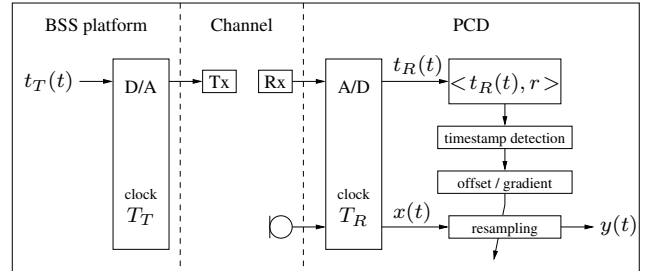 BSS platform Channel PCD
t_T(t) D/A Tx Rx A/D t_R(t) < t_R(t), r >
timestamp detection
offset / gradient
clock clock
T_T T_R x(t) resampling y(t)